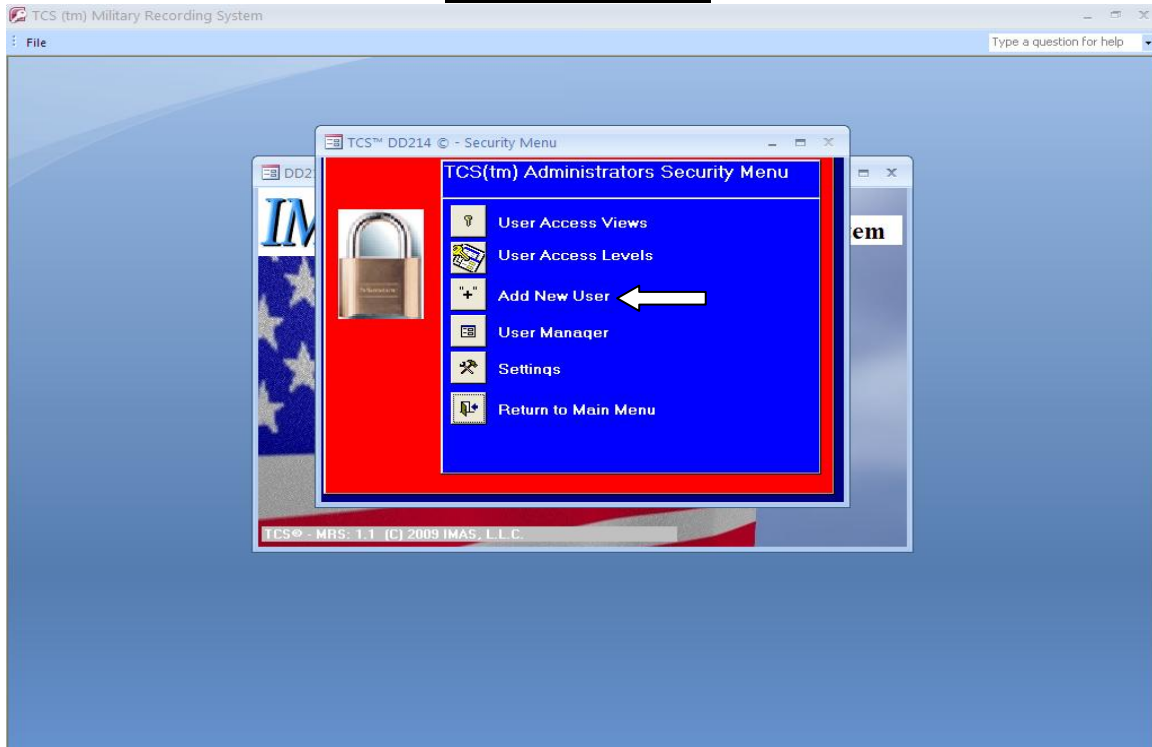 TCS (tm) Military Recording System
File
Type a question for help
TCS™ DD214 © - Security Menu
DD2
TCS(tm) Administrators Security Menu
IM
em
User Access Views
User Access Levels
"+" Add New User
User Manager
Settings
Return to Main Menu
TCS© - MRS: 1.1 (C) 2009 IMAS, L.L.C.